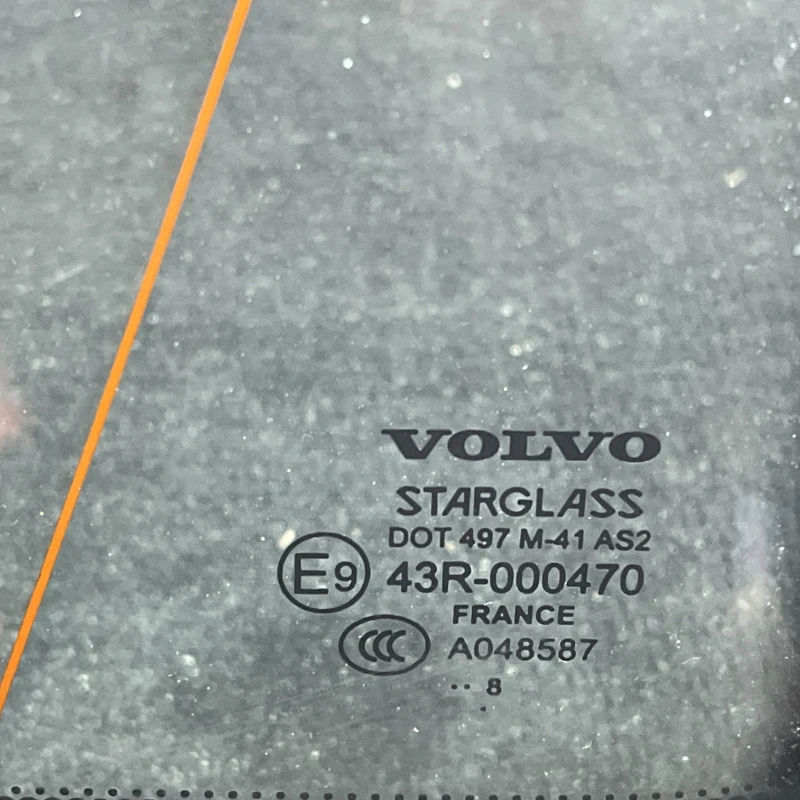 VOLVO
STARGLASS
DOT 497 M-41 AS2
E9 43R-000470
FRANCE
CCC A048587
·· 8
·